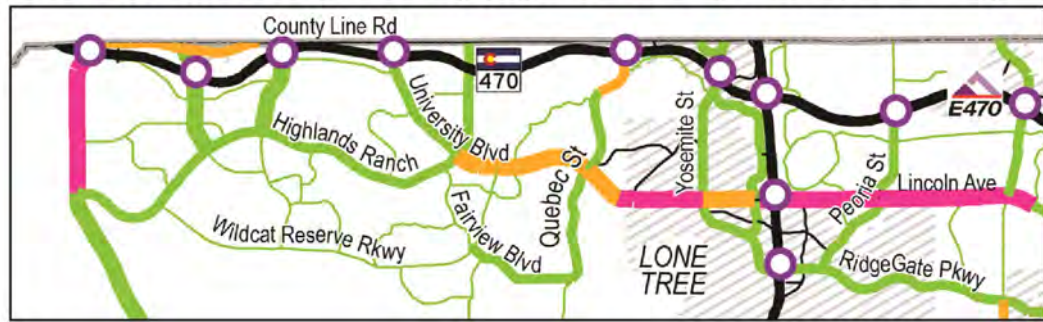 County Line Rd
470
University Blvd
Highlands Ranch
Wildcat Reserve Rkwy
Fairview Blvd
Quebec St
Yosemite St
E470
Peoria St
Lincoln Ave
LONE
TREE
RidgeGate Pkwy